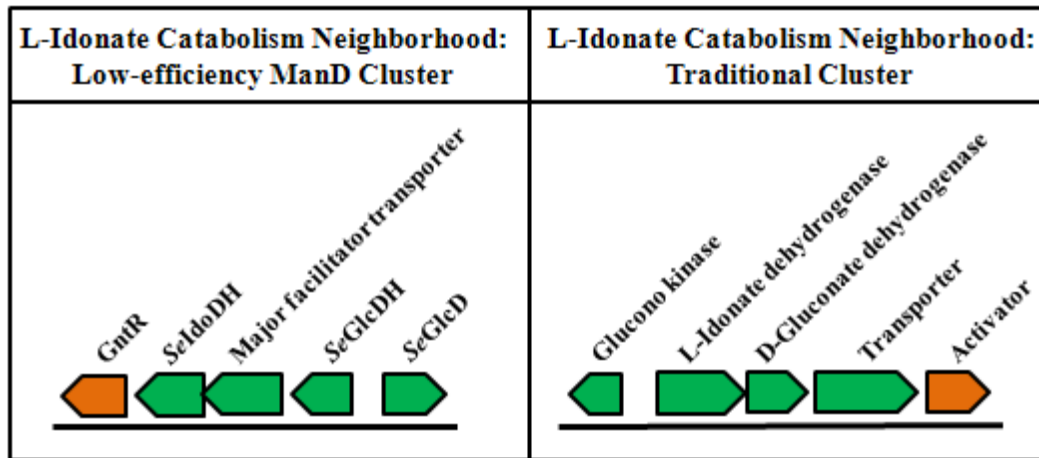 L-Idonate Catabolism Neighborhood:
Low-efficiency ManD Cluster
L-Idonate Catabolism Neighborhood:
Traditional Cluster
GntR
SeIdoDH
Major facilitator transporter
SeGlcDH
SeGlcD
Glucono kinase
L-Idonate dehydrogenase
D-Gluconate dehydrogenase
Transporter
Activator